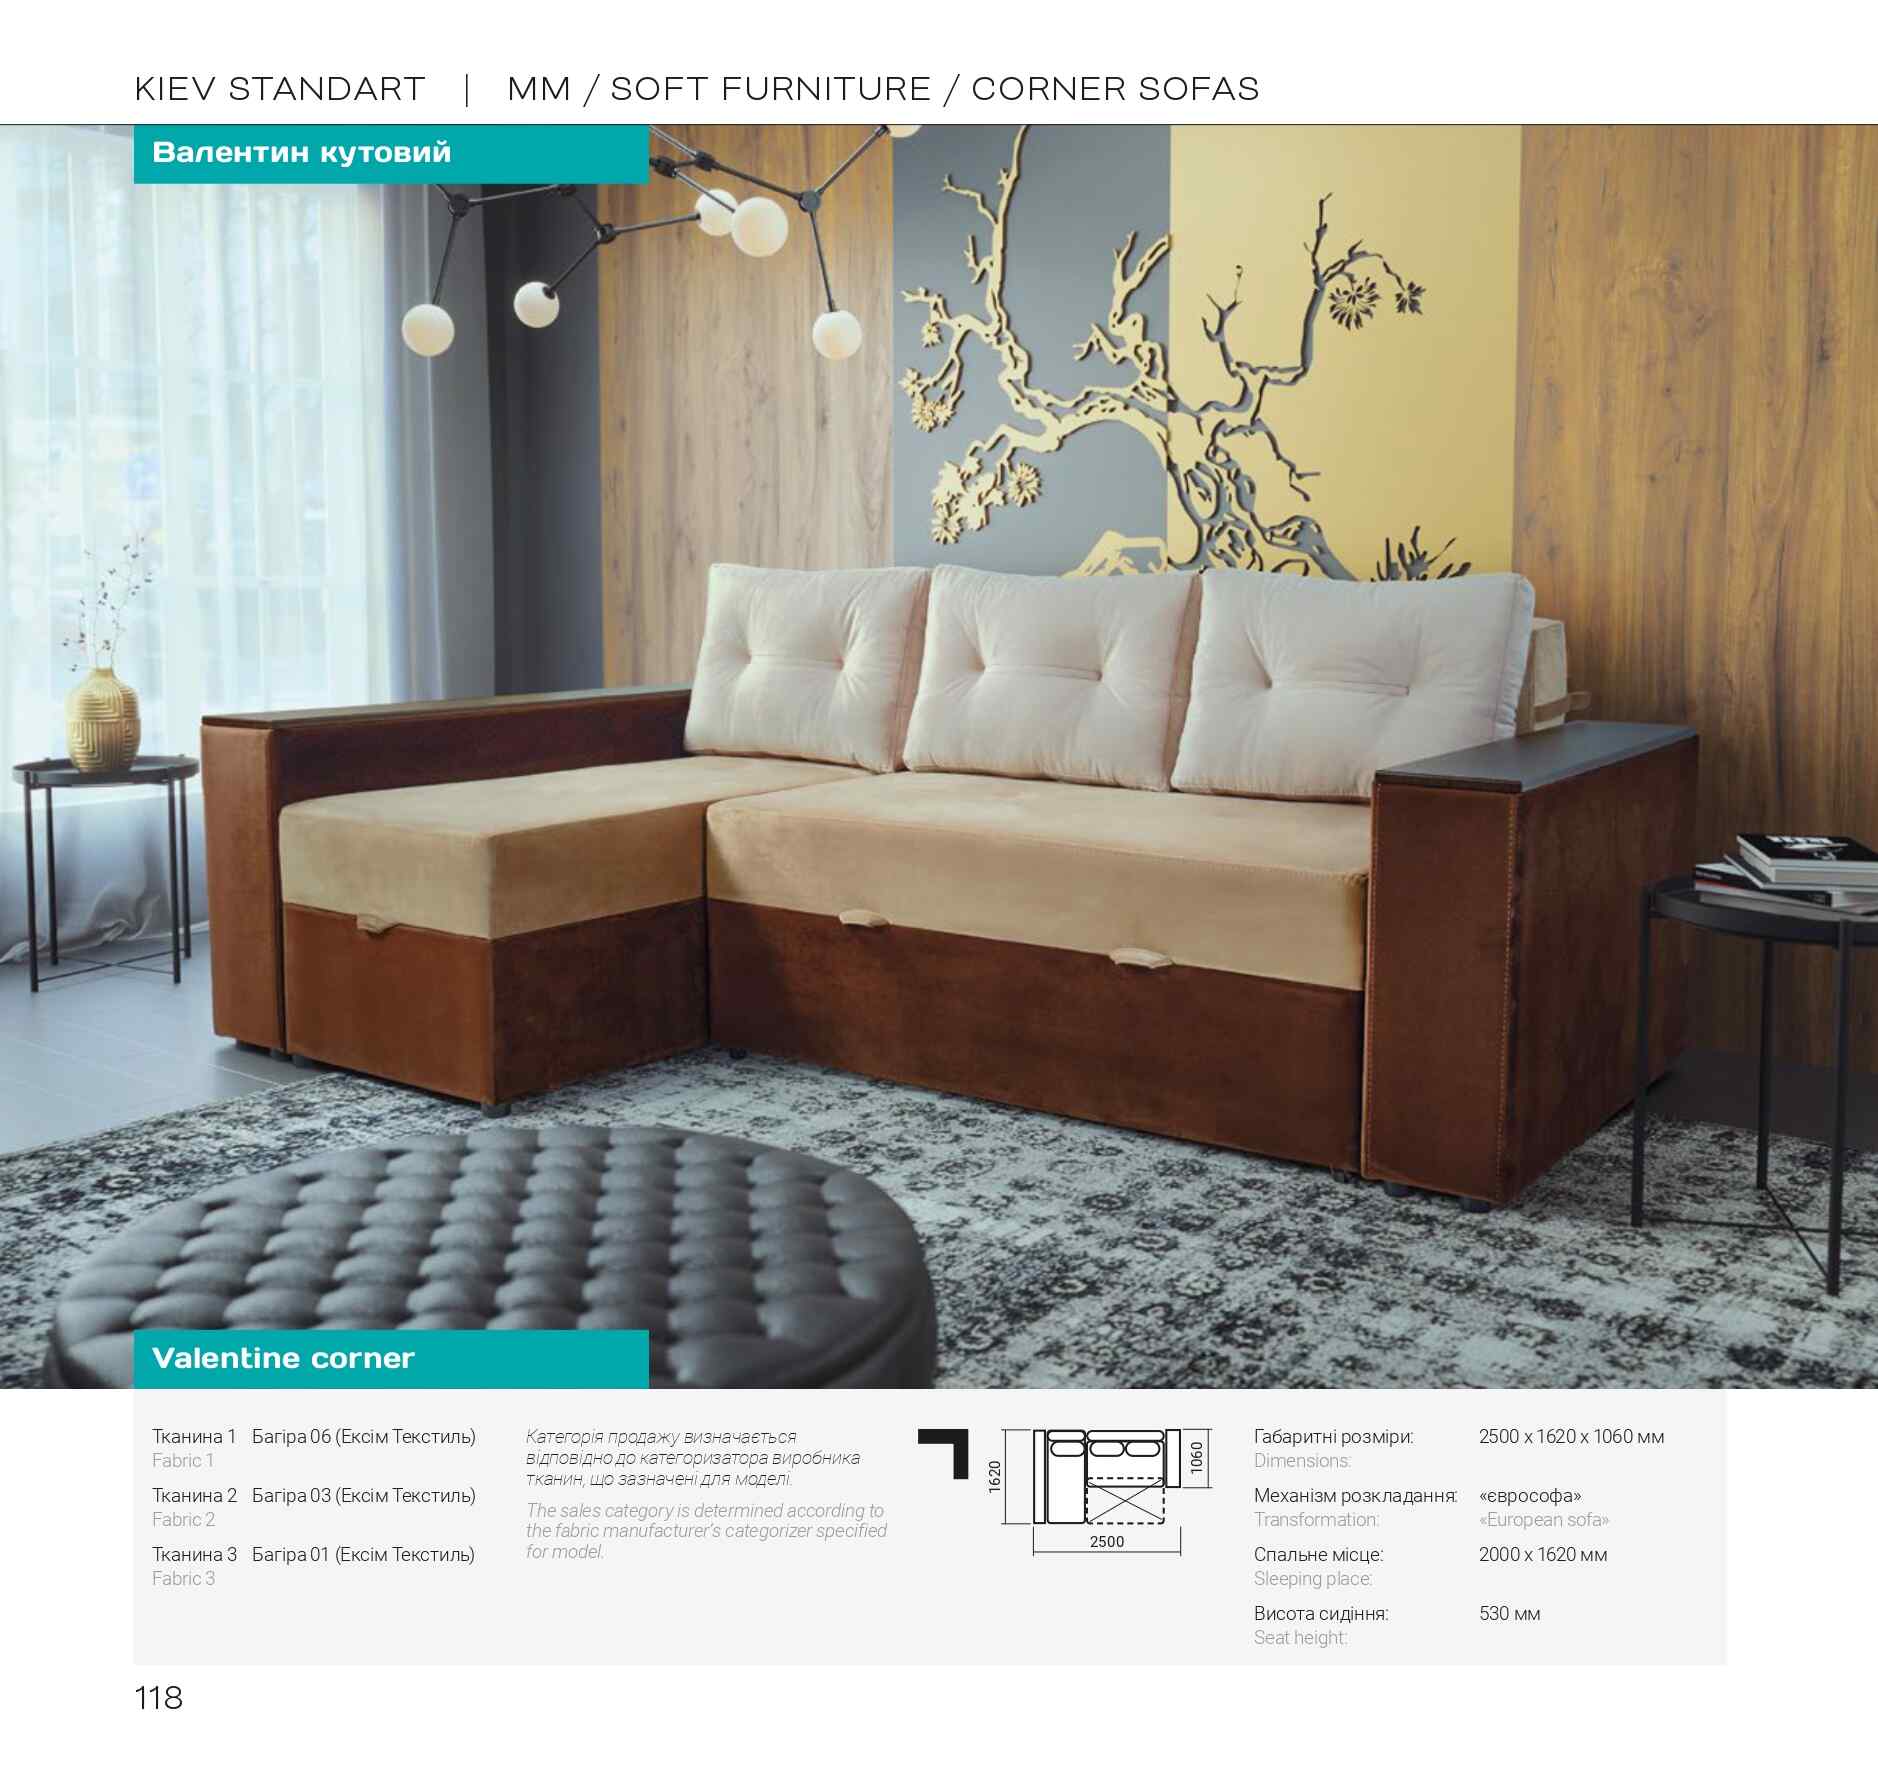 KIEV STANDART | MM / SOFT FURNITURE / CORNER SOFAS
Валентин кутовий
Valentine corner
Тканина 1 Багіра 06 (Ексім Текстиль)
Fabric 1
Тканина 2 Багіра 03 (Ексім Текстиль)
Fabric 2
Тканина 3 Багіра 01 (Ексім Текстиль)
Fabric 3
Категорія продажу визначається
відповідно до категоризатора виробника
тканин, що зазначені для моделі.
The sales category is determined according to
the fabric manufacturer's categorizer specified
for model.
1620
1060
2500
Габаритні розміри: 2500 x 1620 x 1060 мм
Dimensions:
Механізм розкладання: «єврософа»
Transformation: «European sofa»
Спальне місце: 2000 x 1620 мм
Sleeping place:
Висота сидіння: 530 мм
Seat height:
118